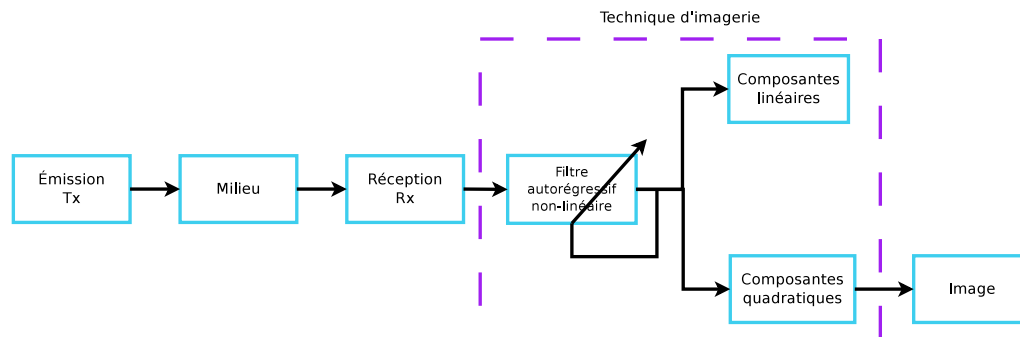 Technique d'imagerie
Composantes
linéaires
Émission
Tx
Milieu
Réception
Rx
Filtre
autorégressif
non-linéaire
Composantes
quadratiques
Image